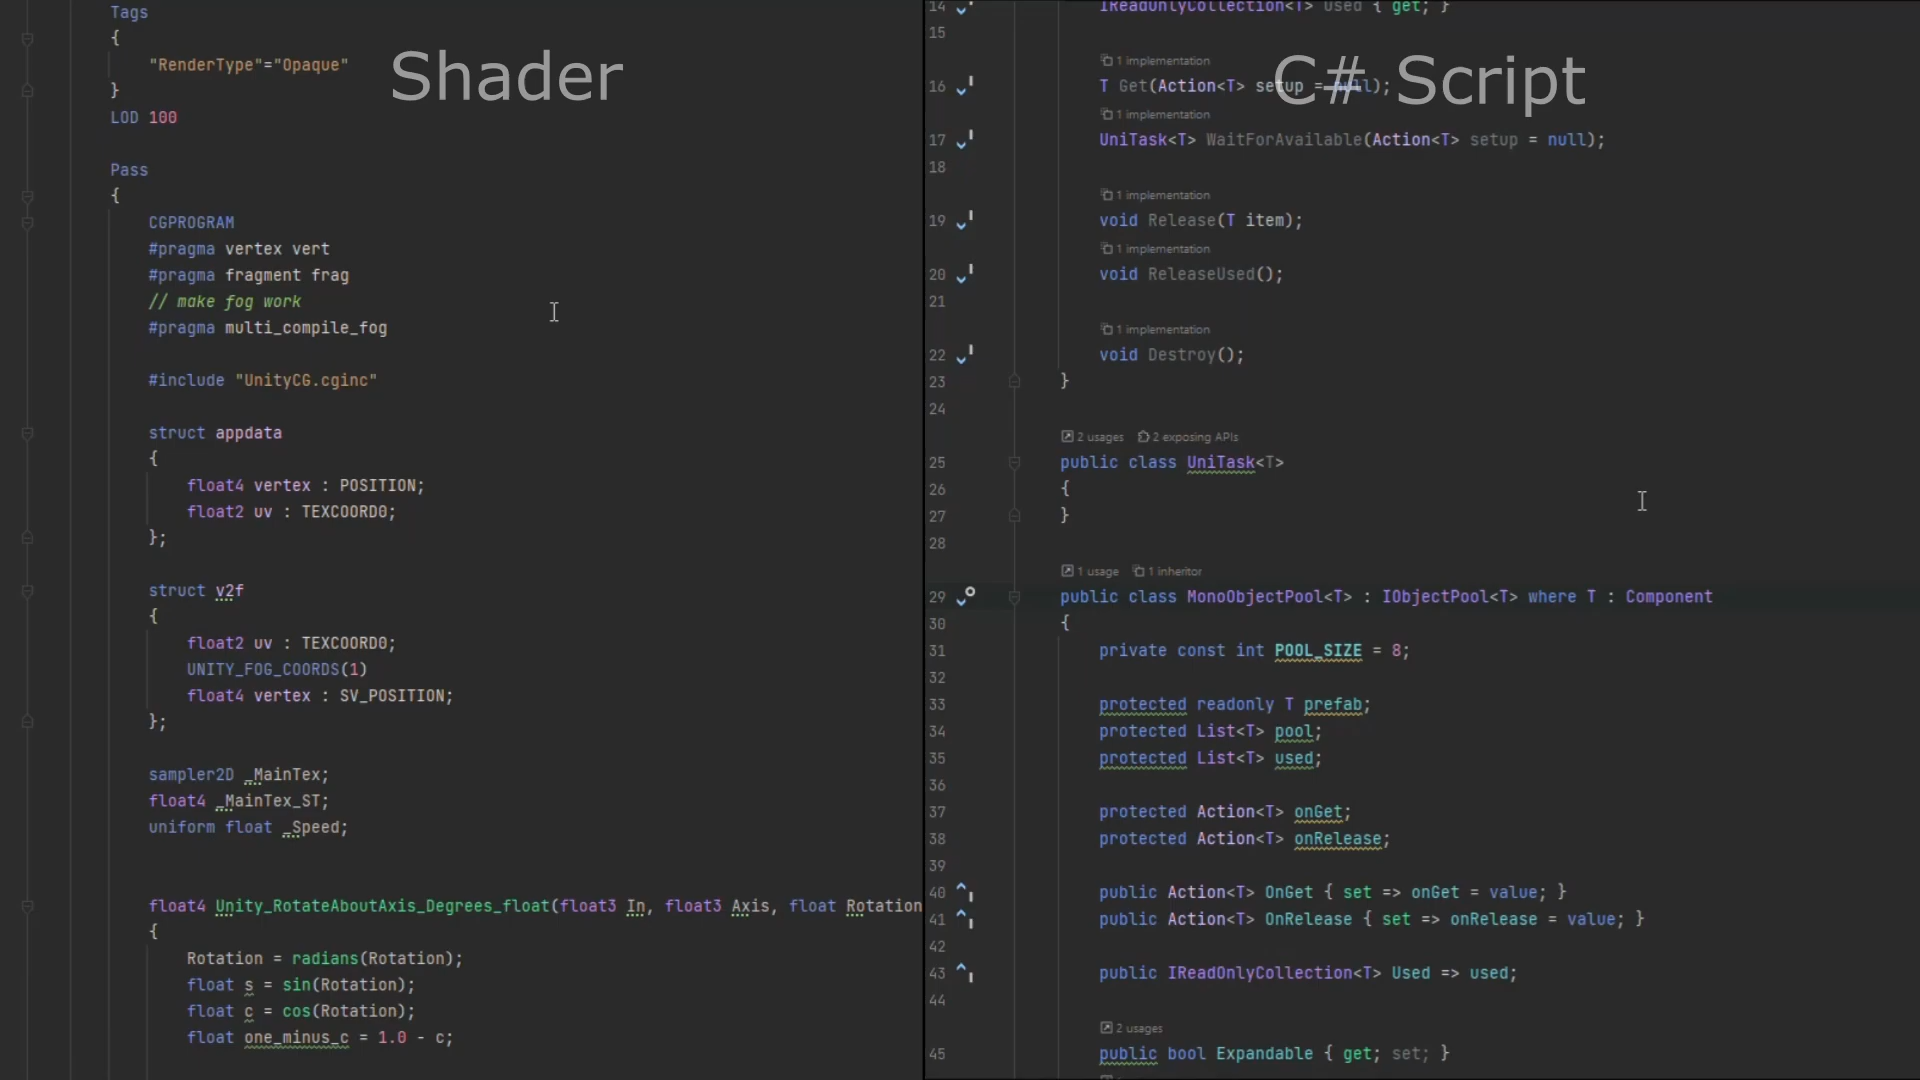 Tags
{
"RenderType"="Opaque"
}
LOD 100
Pass
{
CGPROGRAM
#pragma vertex vert
#pragma fragment frag
// make fog work
#pragma multi_compile_fog
#include "UnityCG.cginc"
struct appdata
{
float4 vertex : POSITION;
float2 uv : TEXCOORD0;
};
struct v2f
{
float2 uv : TEXCOORD0;
UNITY_FOG_COORDS(1)
float4 vertex : SV_POSITION;
};
sampler2D _MainTex;
float4 _MainTex_ST;
uniform float _Speed;
float4 Unity_RotateAboutAxis_Degrees_float(float3 In, float3 Axis, float Rotation
{
Rotation = radians(Rotation);
float s = sin(Rotation);
float c = cos(Rotation);
float one_minus_c = 1.0 - c;
Shader
C# Script
14 IReadOnlyCollection<T> Used { get; }
15
1 implementation
16 T Get(Action<T> setup = null);
1 implementation
17 UniTask<T> WaitForAvailable(Action<T> setup = null);
18
1 implementation
19 void Release(T item);
1 implementation
20 void ReleaseUsed();
21
1 implementation
22 void Destroy();
23 }
24
2 usages 2 exposing APIs
25 public class UniTask<T>
26 {
27 }
28
1 usage 1 inheritor
29 public class MonoObjectPool<T> : IObjectPool<T> where T : Component
30 {
31 private const int POOL_SIZE = 8;
32
33 protected readonly T prefab;
34 protected List<T> pool;
35 protected List<T> used;
36
37 protected Action<T> onGet;
38 protected Action<T> onRelease;
39
40 public Action<T> OnGet { set => onGet = value; }
41 public Action<T> OnRelease { set => onRelease = value; }
42
43 public IReadOnlyCollection<T> Used => used;
44
2 usages
45 public bool Expandable { get; set; }